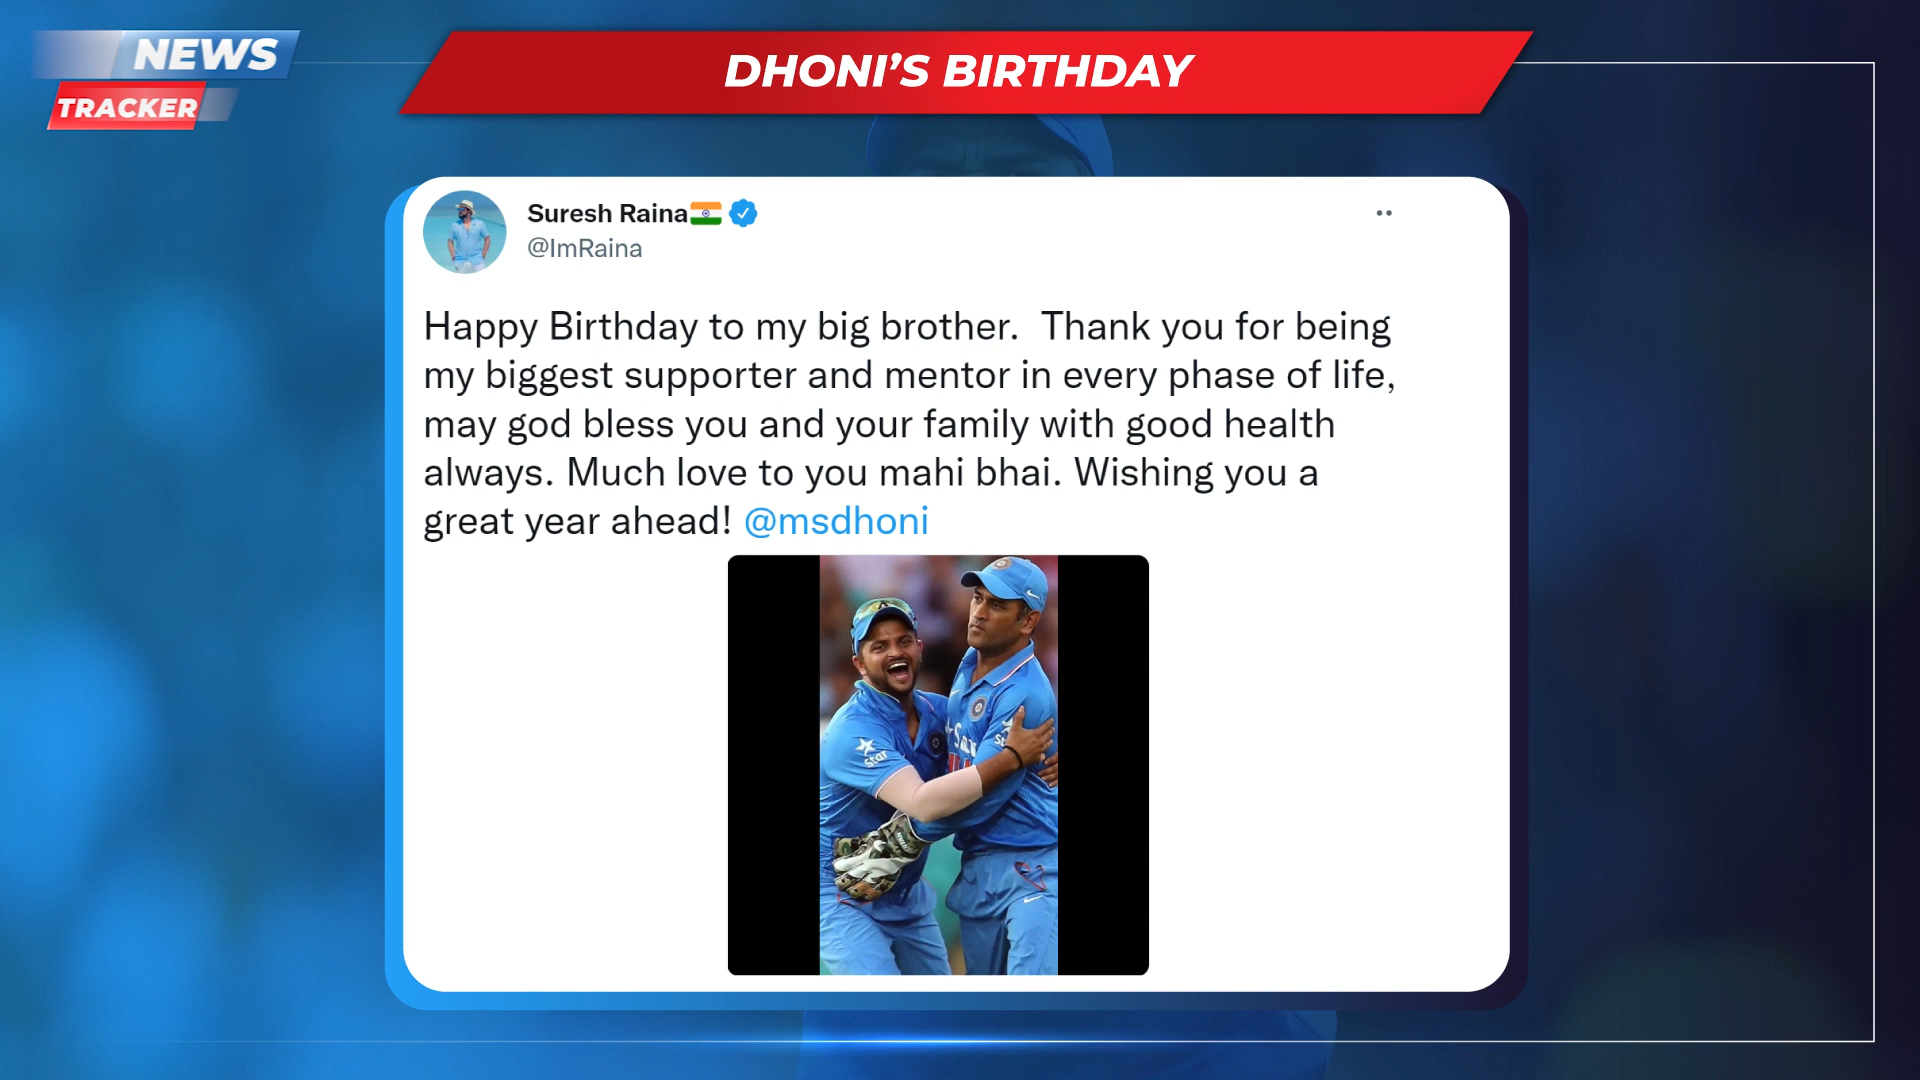 NEWS
TRACKER
DHONI'S BIRTHDAY
Suresh Raina🇮🇳
@ImRaina
Happy Birthday to my big brother.  Thank you for being
my biggest supporter and mentor in every phase of life,
may god bless you and your family with good health
always. Much love to you mahi bhai. Wishing you a
great year ahead! @msdhoni
star